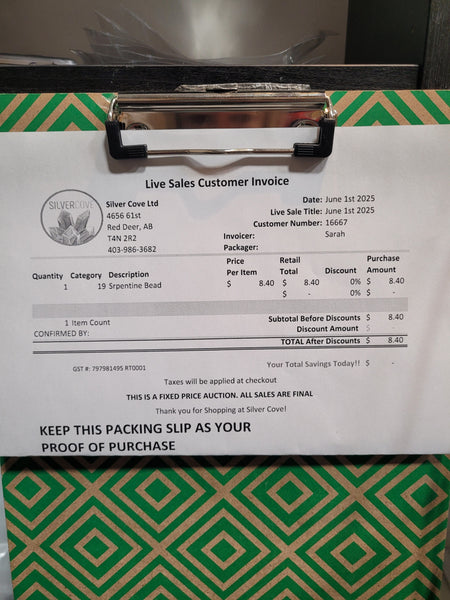 Live Sales Customer Invoice
SILVERCOVE
Silver Cove Ltd
4656 61st
Red Deer, AB
T4N 2R2
403-986-3682
Date: June 1st 2025
Live Sale Title: June 1st 2025
Customer Number: 16667
Invoicer: Sarah
Packager:
Quantity Category Description Price Per Item Retail Total Discount Purchase Amount
1 19 Srpentine Bead $ 8.40 $ 8.40 0% $ 8.40
$ - 0% $ -
1 Item Count Subtotal Before Discounts $ 8.40
CONFIRMED BY: Discount Amount $ -
TOTAL After Discounts $ 8.40
GST #: 797981495 RT0001 Your Total Savings Today!! $ -
Taxes will be applied at checkout
THIS IS A FIXED PRICE AUCTION. ALL SALES ARE FINAL
Thank you for Shopping at Silver Cove!
KEEP THIS PACKING SLIP AS YOUR
PROOF OF PURCHASE